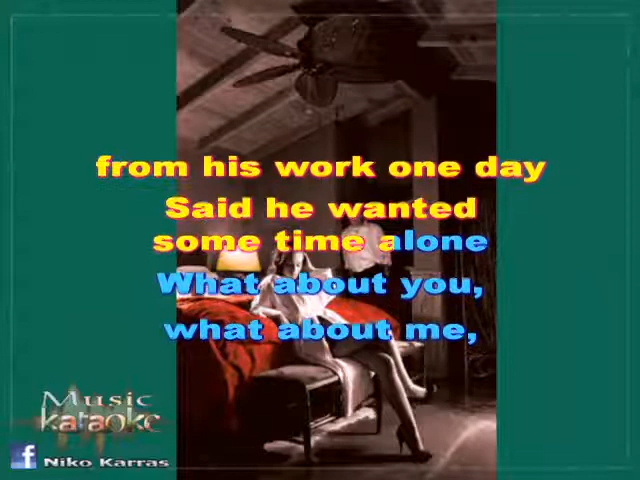 from his work one day
Said he wanted
some time alone
What about you,
what about me,
Music
karaoke
f Niko Karras